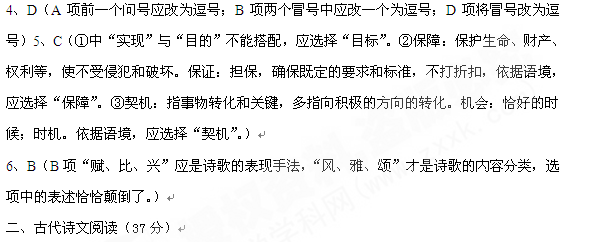 4、D（A 项前一个问号应改为逗号；B 项两个冒号中应改一个为逗号；D 项将冒号改为逗
号）5、C（①中“实现”与“目的”不能搭配，应选择“目标”。②保障：保护生命、财产、
权利等，使不受侵犯和破坏。保证：担保，确保既定的要求和标准，不打折扣，依据语境，
应选择“保障”。③契机：指事物转化和关键，多指向积极的方向的转化。机会：恰好的时
候；时机。依据语境，应选择“契机”。）
6、B（B 项“赋、比、兴”应是诗歌的表现手法，“风、雅、颂”才是诗歌的内容分类，选
项中的表述恰恰颠倒了。）
二、古代诗文阅读（37 分）